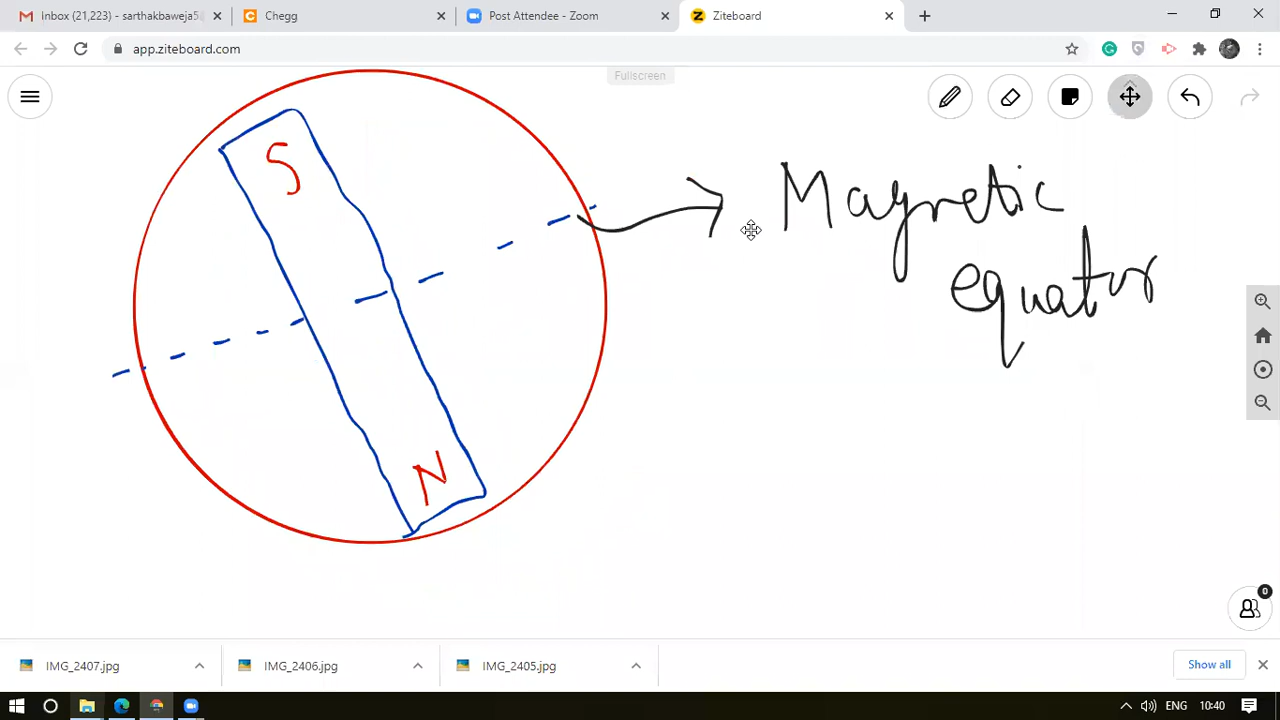 Inbox (21,223) - sarthakbaweja5
Chegg
Post Attendee - Zoom
Ziteboard
app.ziteboard.com
Fullscreen
S
Magnetic
equator
N
0
IMG_2407.jpg
IMG_2406.jpg
IMG_2405.jpg
Show all
ENG
10:40